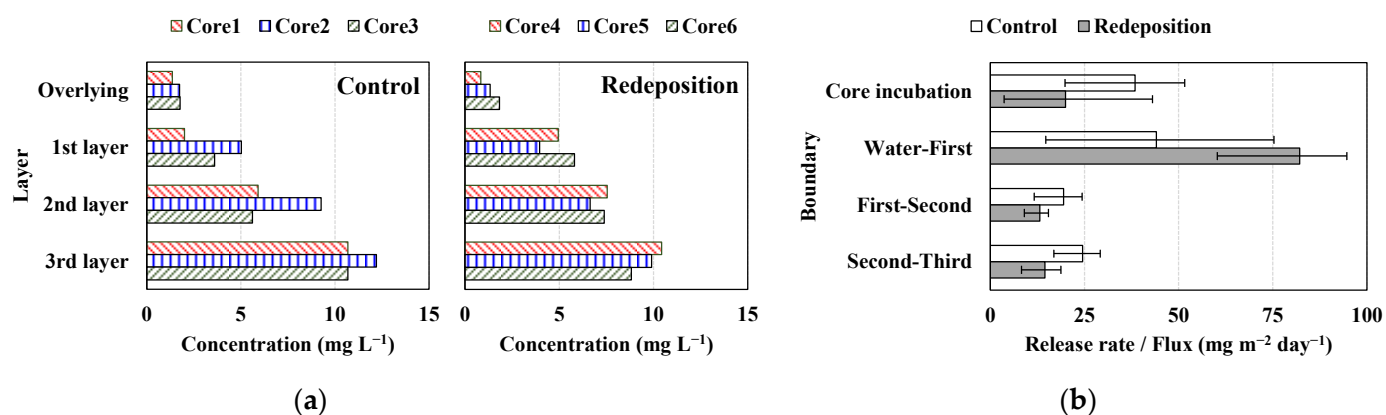 Core1 Core2 Core3
Core4 Core5 Core6
Control Redeposition
Control
Redeposition
Layer
Overlying
1st layer
2nd layer
3rd layer
0 5 10 15
Concentration (mg L⁻¹)
0 5 10 15
Concentration (mg L⁻¹)
(a)
Boundary
Core incubation
Water-First
First-Second
Second-Third
0 25 50 75 100
Release rate / Flux (mg m⁻² day⁻¹)
(b)